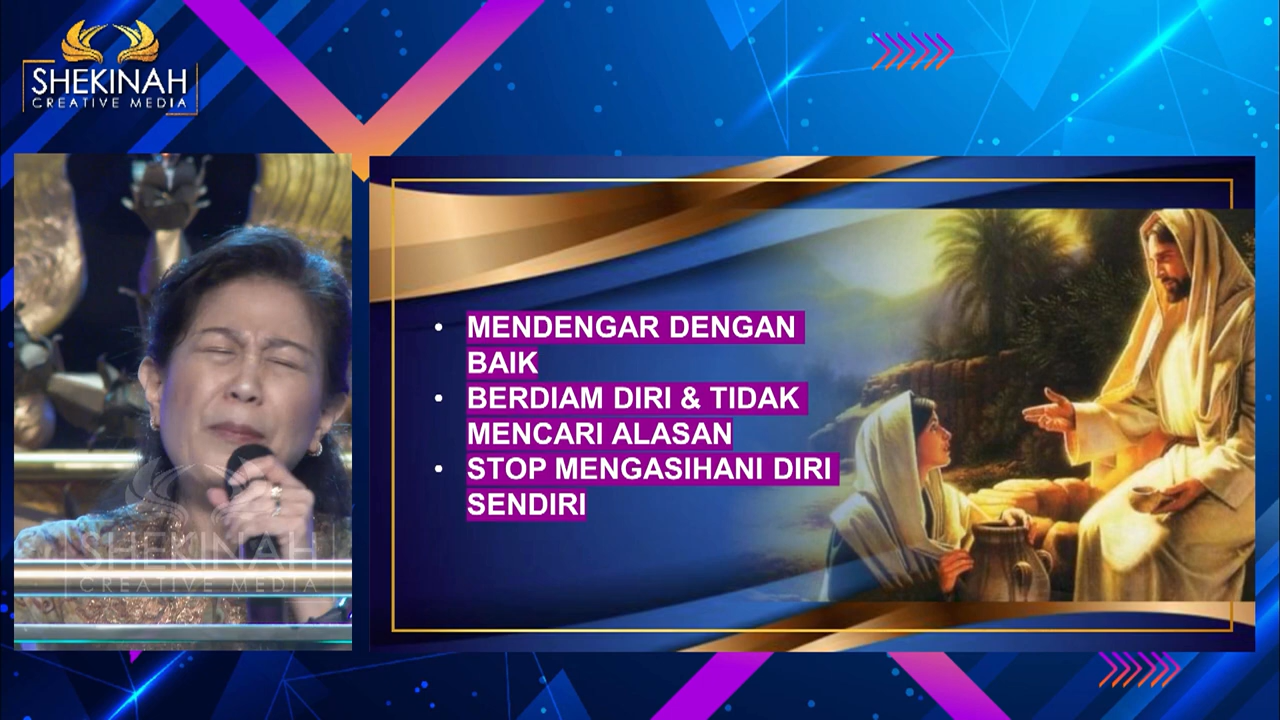 SHEKINAH
CREATIVE MEDIA
• MENDENGAR DENGAN
BAIK
• BERDIAM DIRI & TIDAK
MENCARI ALASAN
• STOP MENGASIHANI DIRI
SENDIRI
SHEKINAH
CREATIVE MEDIA